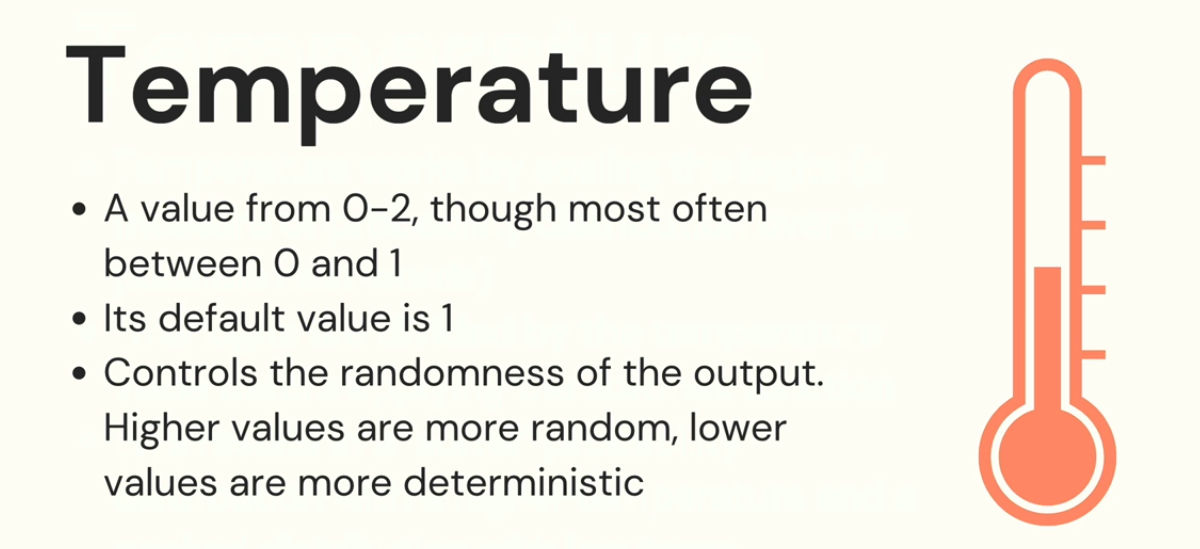 Temperature
• A value from 0-2, though most often
between 0 and 1
• Its default value is 1
• Controls the randomness of the output.
Higher values are more random, lower
values are more deterministic